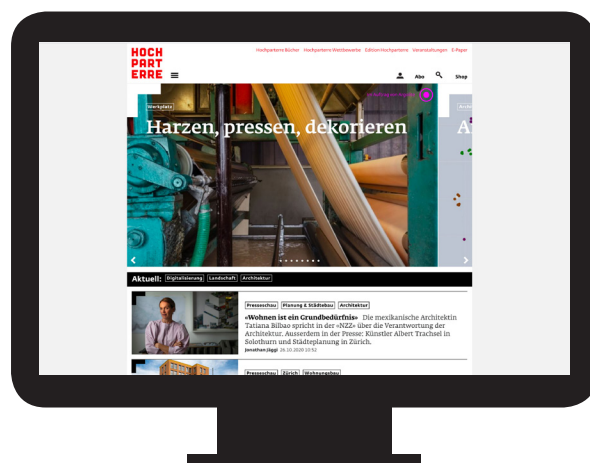 HOCH
PART
ERRE
Hochparterre Bücher Hochparterre Wettbewerbe Edition Hochparterre Veranstaltungen E-Paper
Abo Shop
Werkplatz
Harzen, pressen, dekorieren
A
Aktuell: Digitalisierung Landschaft Architektur
Presseschau Planung & Städtebau Architektur
«Wohnen ist ein Grundbedürfnis» Die mexikanische Architektin
Tatiana Bilbao spricht in der «NZZ» über die Verantwortung der
Architektur. Ausserdem in der Presse: Künstler Albert Trachsel in
Solothurn und Städteplanung in Zürich.
Jonathan Jäggi 26.10.2020 10:52
Presseschau Zürich Wohnungsbau